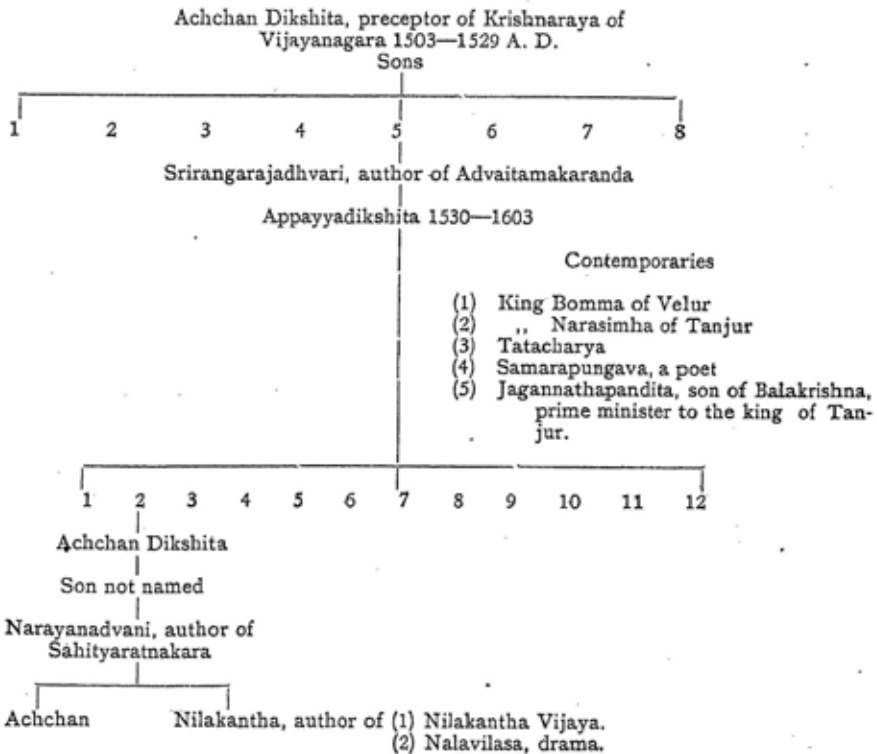 Achchan Dikshita, preceptor of Krishnaraya of
Vijayanagara 1503—1529 A. D.
Sons
1 2 3 4 5 6 7 8
Srirangarajadhvari, author of Advaitamakaranda
Appayyadikshita 1530—1603
Contemporaries
(1) King Bomma of Velur
(2) ,, Narasimha of Tanjur
(3) Tatacharya
(4) Samarapungava, a poet
(5) Jagannathapandita, son of Balakrishna,
prime minister to the king of Tan-
jur.
1 2 3 4 5 6 7 8 9 10 11 12
Achchan Dikshita
Son not named
Narayanadvani, author of
Sahityaratnakara
Achchan Nilakantha, author of (1) Nilakantha Vijaya.
(2) Nalavilasa, drama.